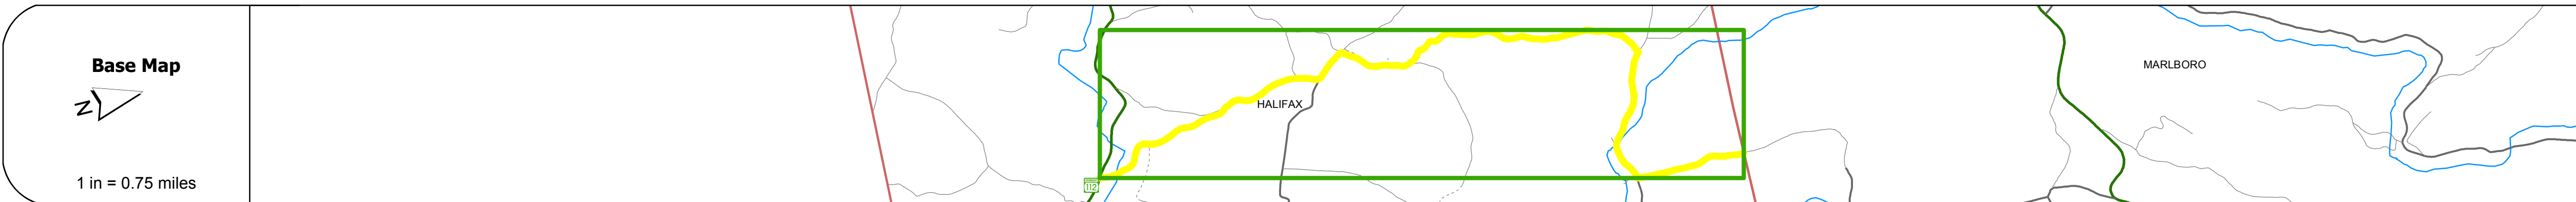 Base Map
N
1 in = 0.75 miles
112
HALIFAX
MARLBORO